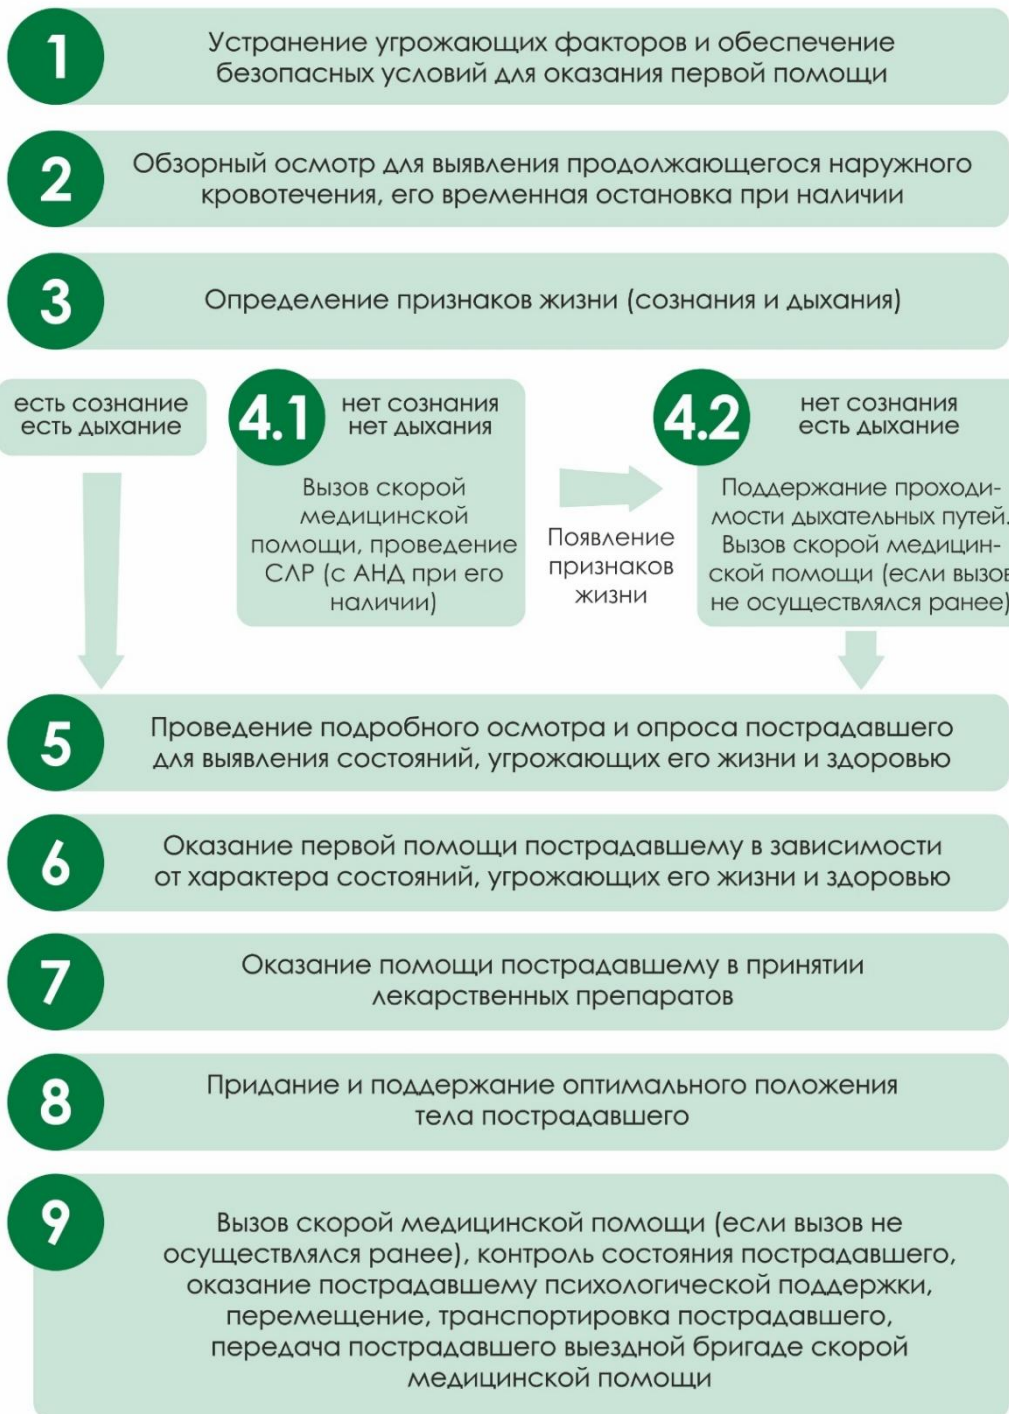 1
Устранение угрожающих факторов и обеспечение
безопасных условий для оказания первой помощи
2
Обзорный осмотр для выявления продолжающегося наружного
кровотечения, его временная остановка при наличии
3
Определение признаков жизни (сознания и дыхания)
есть сознание
есть дыхание
4.1
нет сознания
нет дыхания
Вызов скорой
медицинской
помощи, проведение
СЛР (с АНД при его
наличии)
Появление
признаков
жизни
4.2
нет сознания
есть дыхание
Поддержание проходи-
мости дыхательных путей.
Вызов скорой медицин-
ской помощи (если вызов
не осуществлялся ранее)
5
Проведение подробного осмотра и опроса пострадавшего
для выявления состояний, угрожающих его жизни и здоровью
6
Оказание первой помощи пострадавшему в зависимости
от характера состояний, угрожающих его жизни и здоровью
7
Оказание помощи пострадавшему в принятии
лекарственных препаратов
8
Придание и поддержание оптимального положения
тела пострадавшего
9
Вызов скорой медицинской помощи (если вызов не
осуществлялся ранее), контроль состояния пострадавшего,
оказание пострадавшему психологической поддержки,
перемещение, транспортировка пострадавшего,
передача пострадавшего выездной бригаде скорой
медицинской помощи